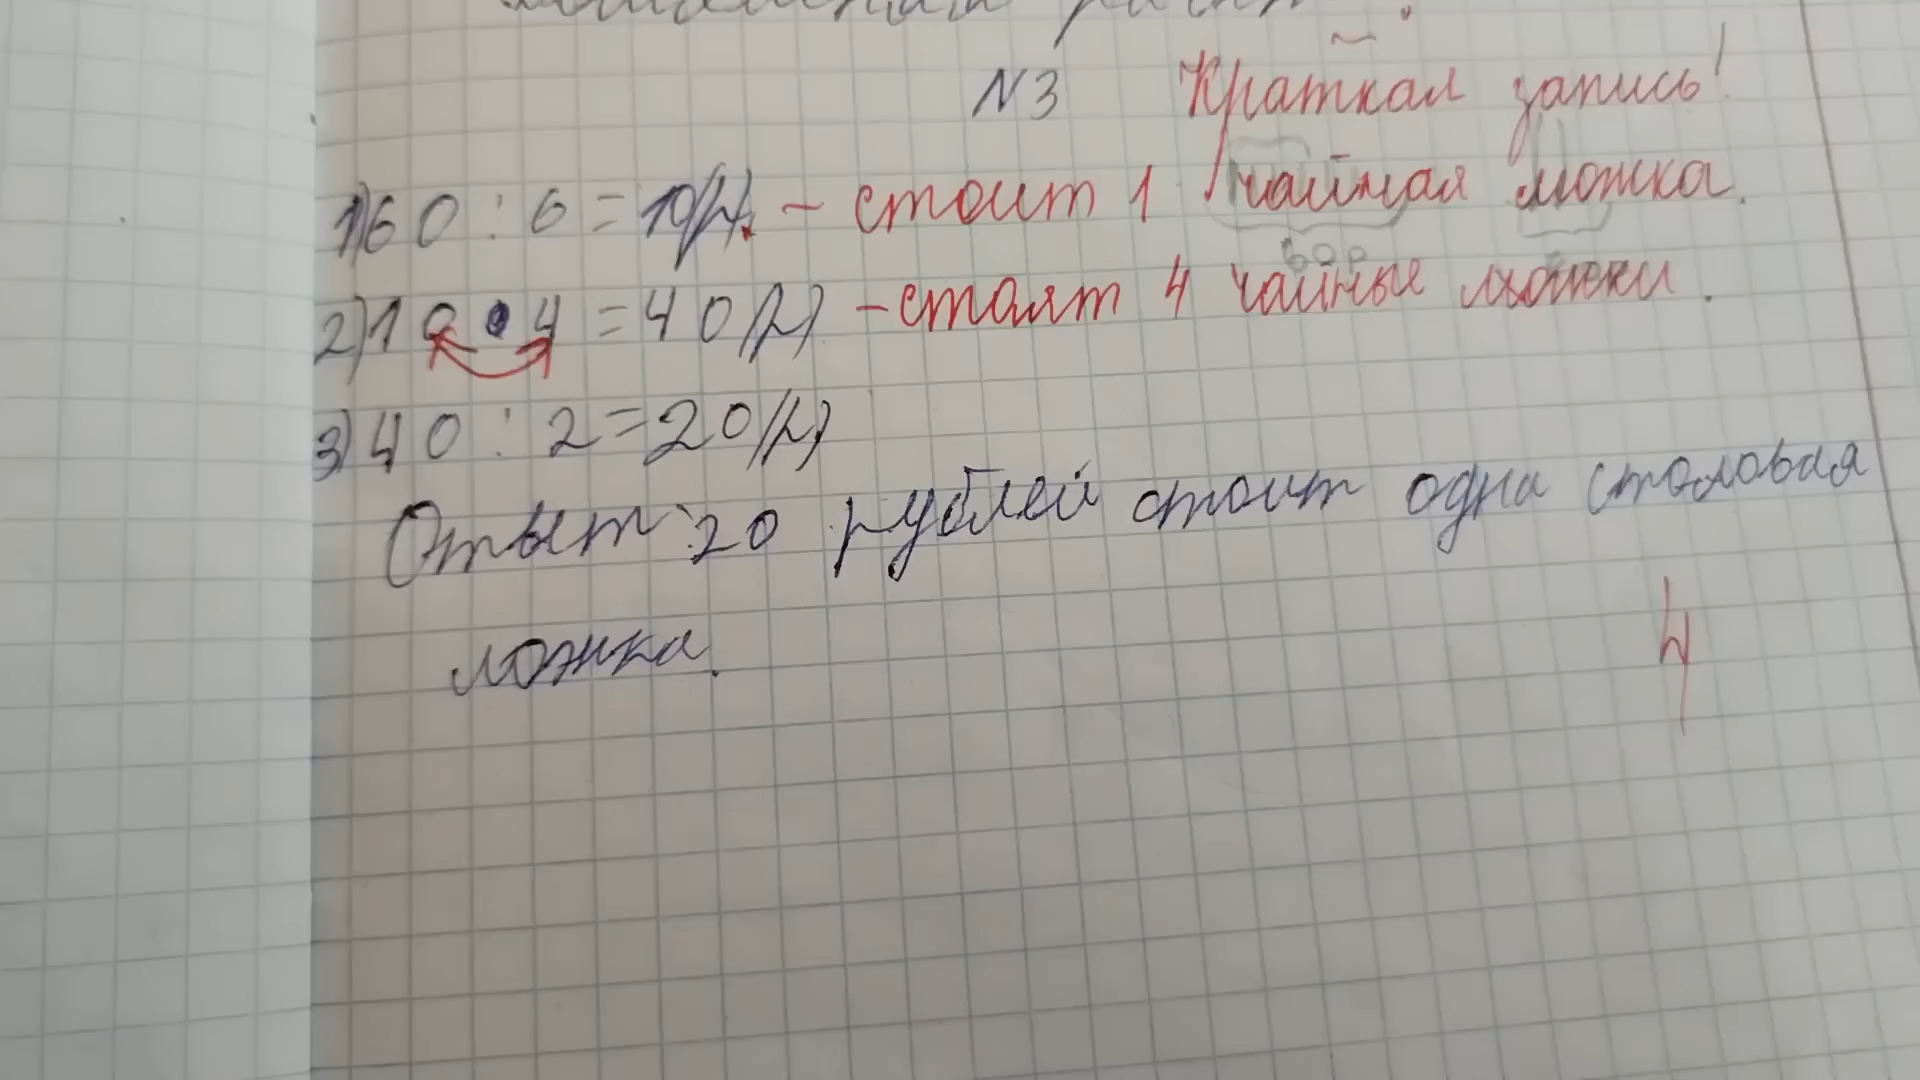 N3 Краткая запись!
1) 60 : 6 = 10(р). – стоит 1 чайная ложка.
2) 10 • 4 = 40(р) – стоят 4 чайные ложки.
3) 40 : 2 = 20(р)
Ответ: 20 рублей стоит одна столовая
ложка.
4